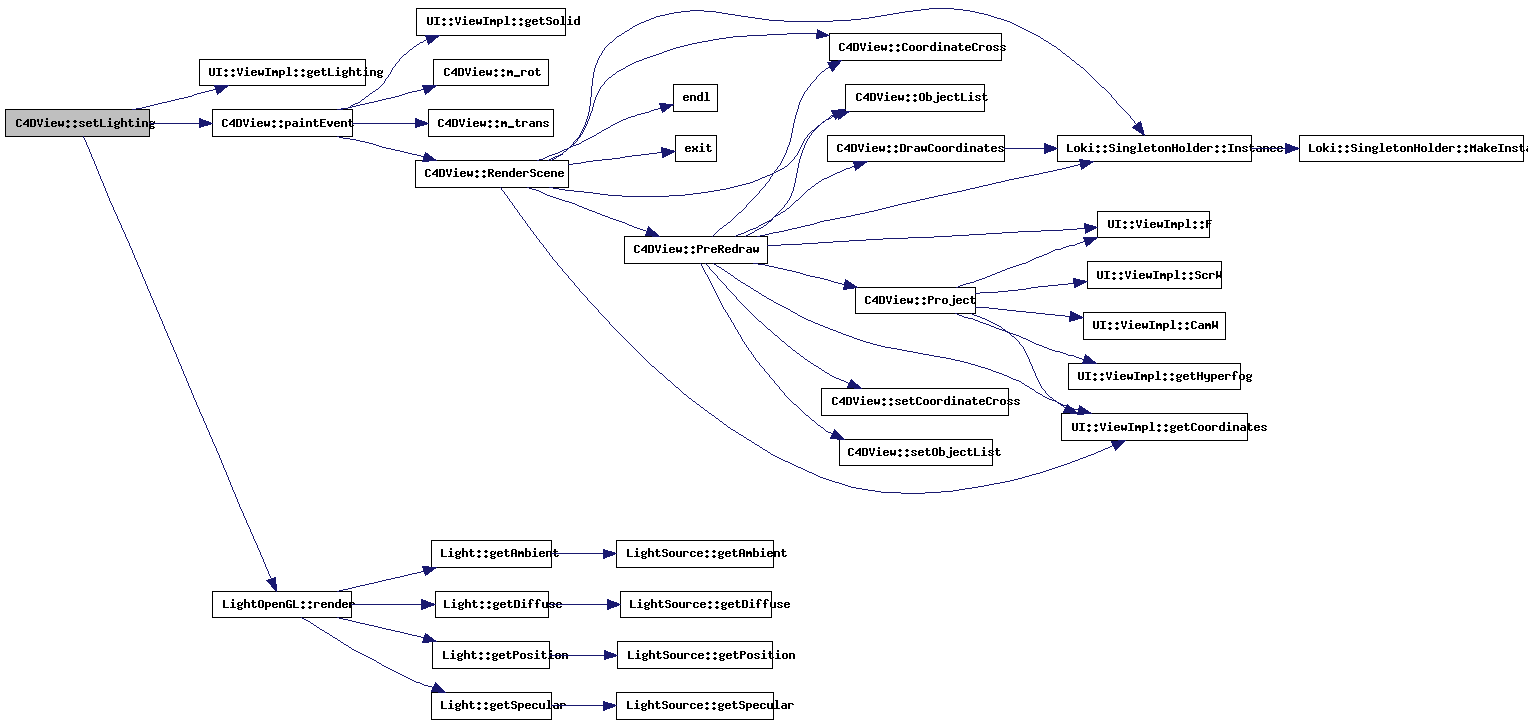 UI::ViewImpl::getSolid
C4DView::CoordinateCross
UI::ViewImpl::getLighting
C4DView::m_rot
endl
C4DView::ObjectList
C4DView::setLighting
C4DView::paintEvent
C4DView::m_trans
exit
C4DView::DrawCoordinates
Loki::SingletonHolder::Instance
Loki::SingletonHolder::MakeInsta
C4DView::RenderScene
UI::ViewImpl::F
C4DView::PreRedraw
UI::ViewImpl::ScrW
C4DView::Project
UI::ViewImpl::CamW
UI::ViewImpl::getHyperfog
C4DView::setCoordinateCross
UI::ViewImpl::getCoordinates
C4DView::setObjectList
Light::getAmbient
LightSource::getAmbient
LightOpenGL::render
Light::getDiffuse
LightSource::getDiffuse
Light::getPosition
LightSource::getPosition
Light::getSpecular
LightSource::getSpecular